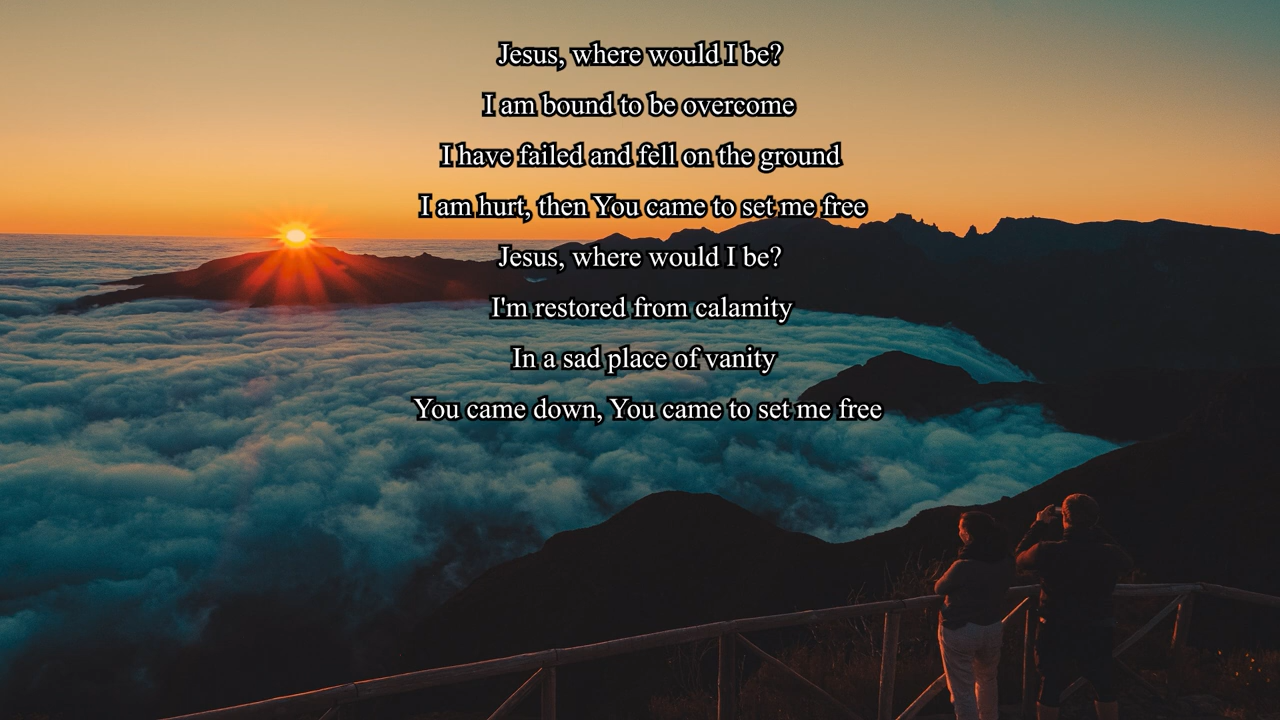 Jesus, where would I be?
I am bound to be overcome
I have failed and fell on the ground
I am hurt, then You came to set me free
Jesus, where would I be?
I'm restored from calamity
In a sad place of vanity
You came down, You came to set me free